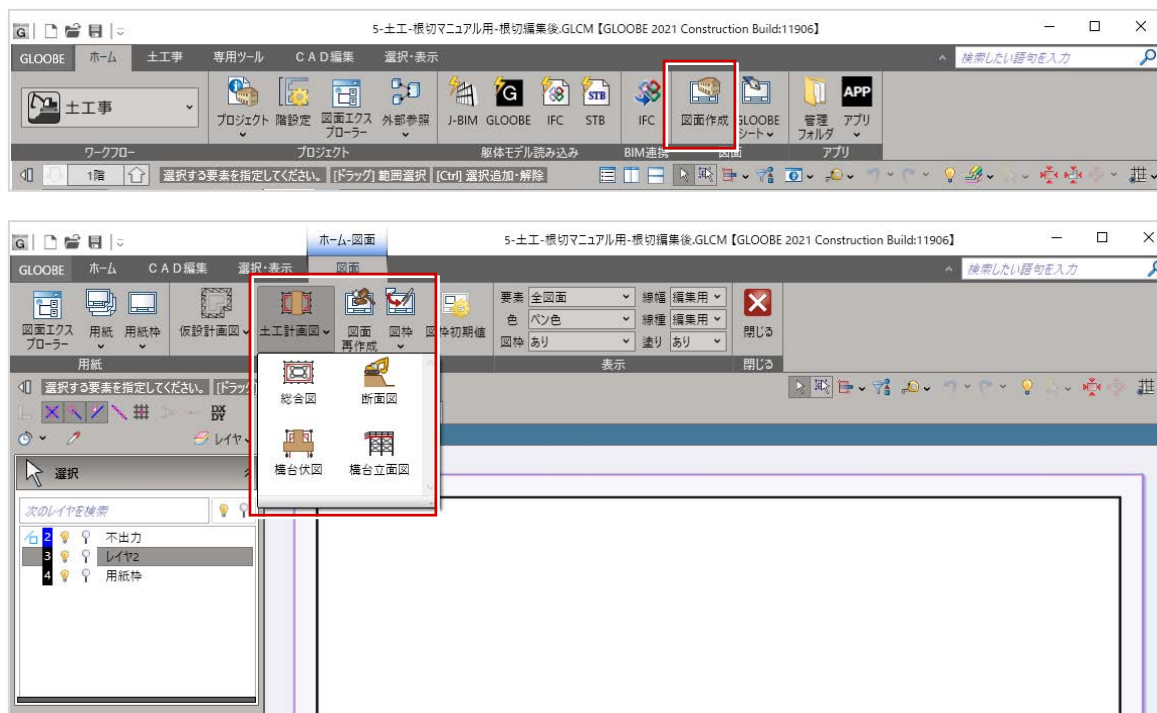 5-土工-根切マニュアル用-根切編集後.GLCM【GLOOBE 2021 Construction Build:11906】
GLOOBE ホーム 土工事 専用ツール CAD編集 選択・表示 検索したい語句を入力
土工事
プロジェクト 階設定 図面エクスプローラー 外部参照 J-BIM GLOOBE IFC STB IFC 図面作成 GLOOBEシート 管理フォルダ アプリ
G STB APP
ワークフロー プロジェクト 躯体モデル読み込み BIM連携 図面 アプリ
1階 選択する要素を指定してください。 [ドラッグ] 範囲選択 [Ctrl] 選択追加・解除
ホーム-図面 5-土工-根切マニュアル用-根切編集後.GLCM【GLOOBE 2021 Construction Build:11906】
GLOOBE ホーム CAD編集 選択・表示 図面 検索したい語句を入力
図面エクスプローラー 用紙 用紙枠 仮設計画図 土工計画図 図面再作成 図枠 図枠初期値
要素 全図面 線幅 編集用
色 ペン色 線種 編集用
図枠 あり 塗り あり
閉じる
用紙 表示 閉じる
選択する要素を指定してください。 [ドラッグ
DX
DY
レイヤ
総合図 断面図
構台伏図 構台立面図
選択
次のレイヤを検索
2 不出力
3 レイヤ2
4 用紙枠